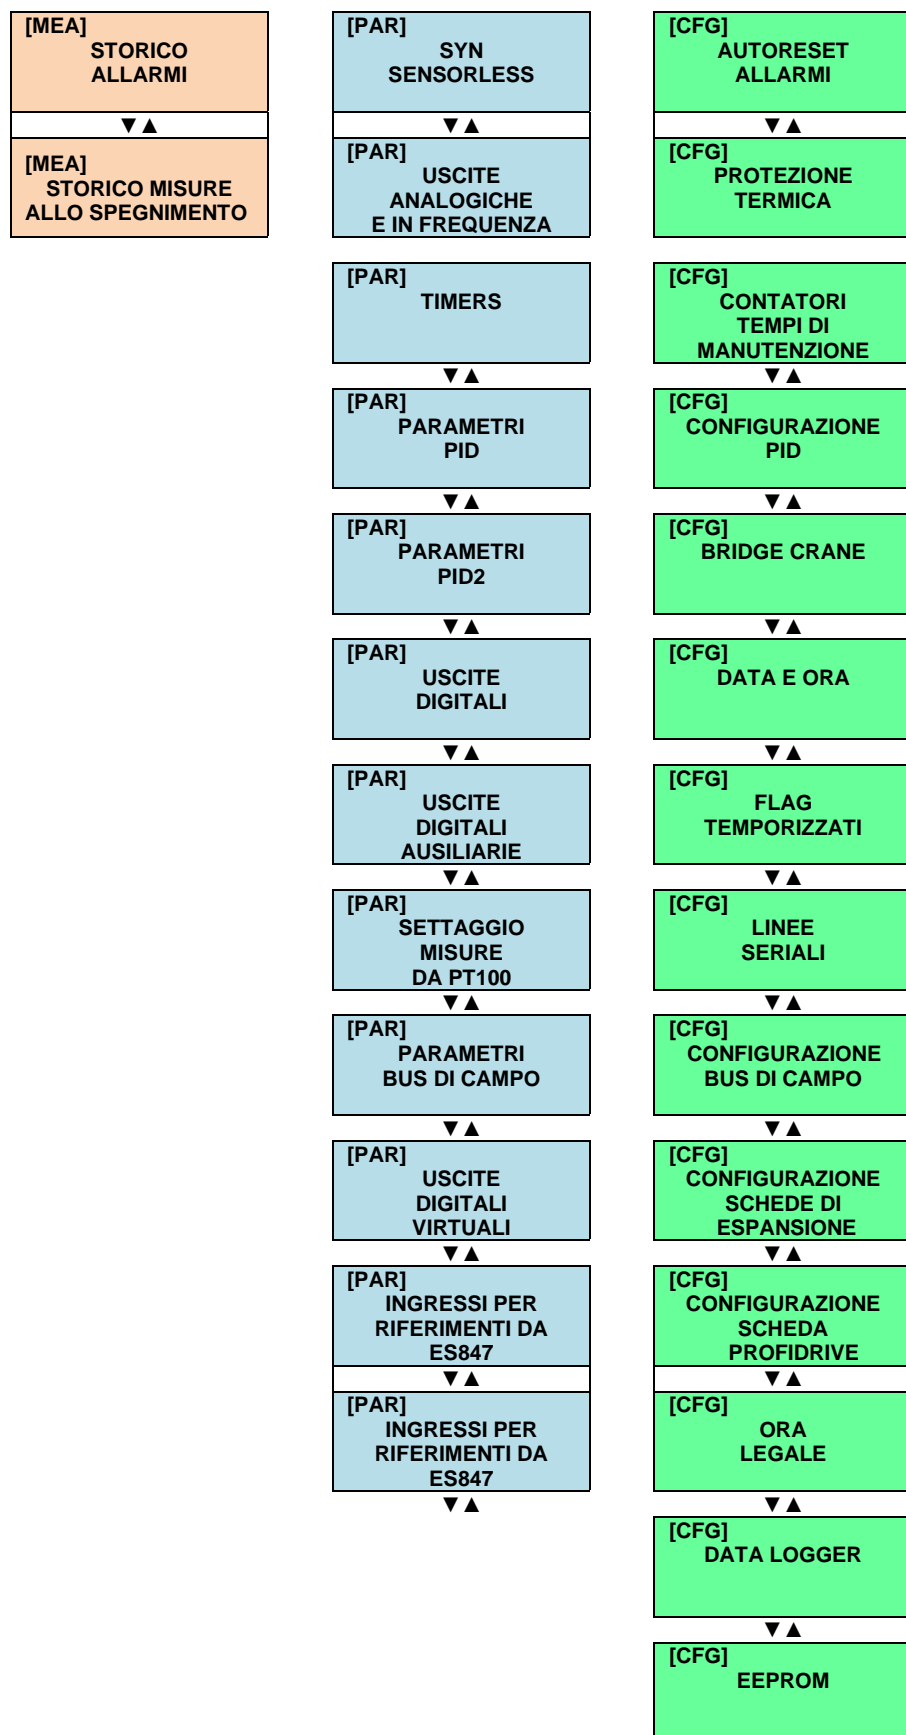 [MEA]
STORICO
ALLARMI
▼▲
[MEA]
STORICO MISURE
ALLO SPEGNIMENTO
[PAR]
SYN
SENSORLESS
▼▲
[PAR]
USCITE
ANALOGICHE
E IN FREQUENZA
[PAR]
TIMERS
▼▲
[PAR]
PARAMETRI
PID
▼▲
[PAR]
PARAMETRI
PID2
▼▲
[PAR]
USCITE
DIGITALI
▼▲
[PAR]
USCITE
DIGITALI
AUSILIARIE
▼▲
[PAR]
SETTAGGIO
MISURE
DA PT100
▼▲
[PAR]
PARAMETRI
BUS DI CAMPO
▼▲
[PAR]
USCITE
DIGITALI
VIRTUALI
▼▲
[PAR]
INGRESSI PER
RIFERIMENTI DA
ES847
▼▲
[PAR]
INGRESSI PER
RIFERIMENTI DA
ES847
▼▲
[CFG]
AUTORESET
ALLARMI
▼▲
[CFG]
PROTEZIONE
TERMICA
[CFG]
CONTATORI
TEMPI DI
MANUTENZIONE
▼▲
[CFG]
CONFIGURAZIONE
PID
▼▲
[CFG]
BRIDGE CRANE
▼▲
[CFG]
DATA E ORA
▼▲
[CFG]
FLAG
TEMPORIZZATI
▼▲
[CFG]
LINEE
SERIALI
▼▲
[CFG]
CONFIGURAZIONE
BUS DI CAMPO
▼▲
[CFG]
CONFIGURAZIONE
SCHEDE DI
ESPANSIONE
▼▲
[CFG]
CONFIGURAZIONE
SCHEDA
PROFIDRIVE
▼▲
[CFG]
ORA
LEGALE
▼▲
[CFG]
DATA LOGGER
▼▲
[CFG]
EEPROM